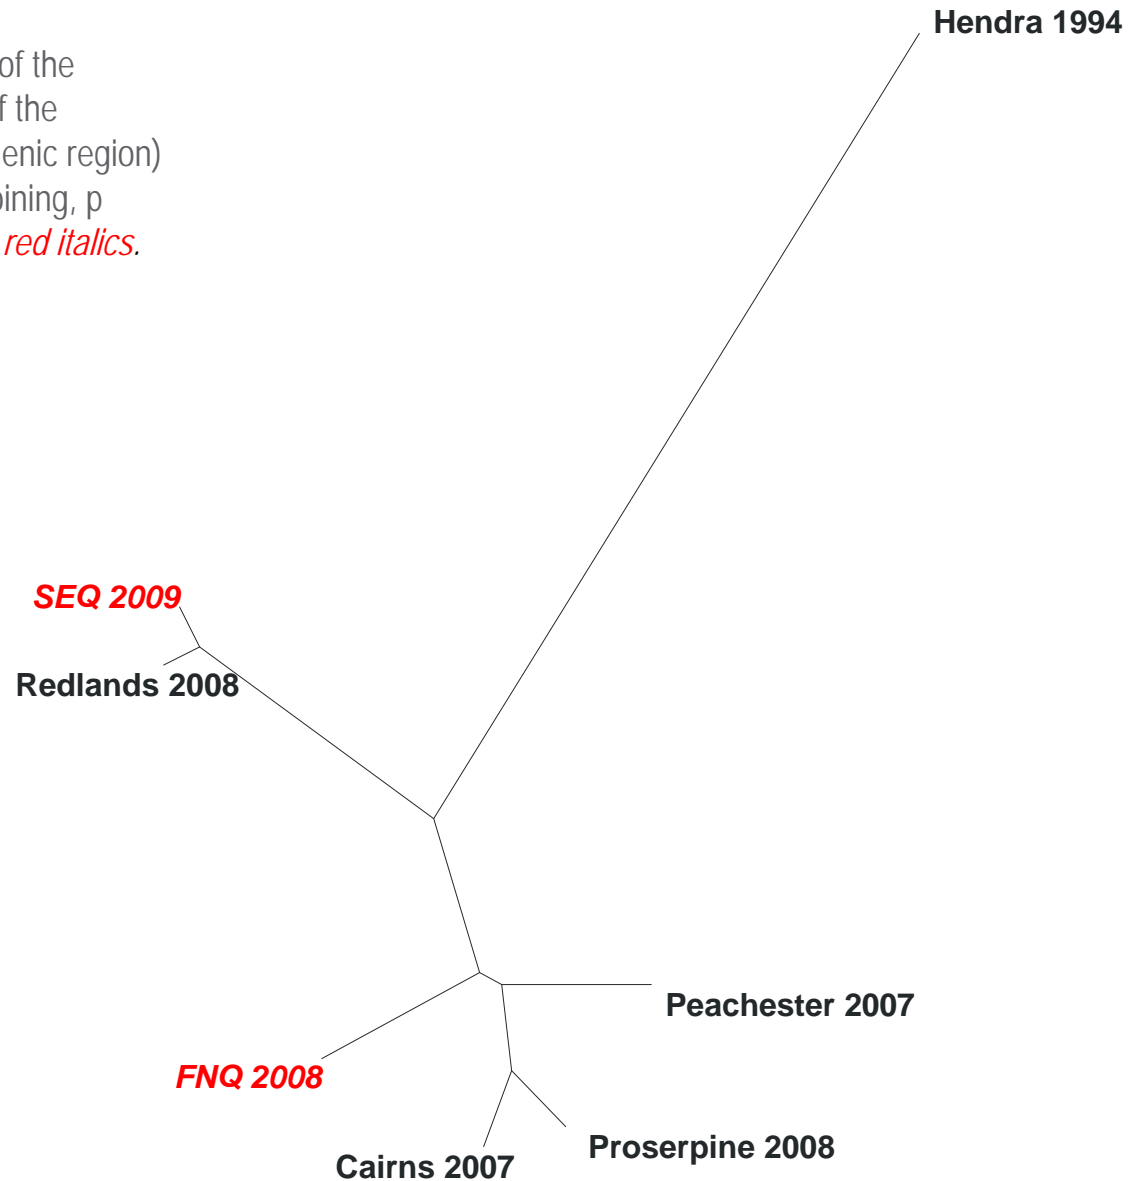 Hendra 1994
of the
f the
enic region)
ining, p
red italics.
SEQ 2009
Redlands 2008
Peachester 2007
FNQ 2008
Proserpine 2008
Cairns 2007